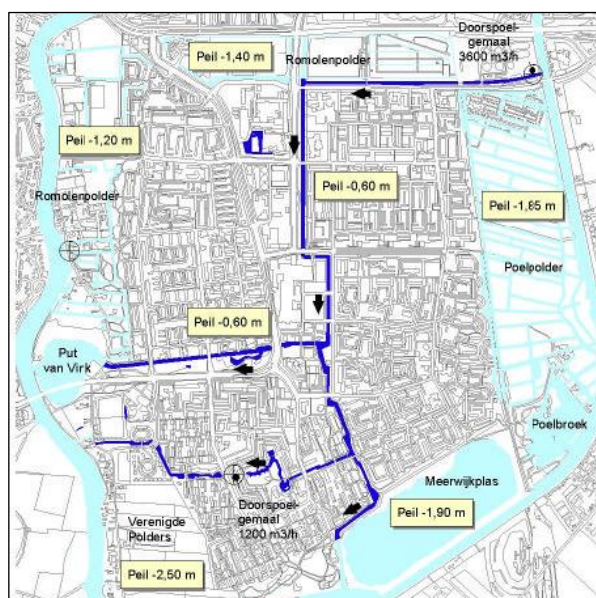 Peil -1,40 m
Romolenpolder
Doorspoel-
gemaal
3600 m3/h
Peil -1,20 m
Romolenpolder
Peil -0,60 m
Peil -1,85 m
Poelpolder
Peil -0,60 m
Put
van Virk
Poelbroek
Meerwijkplas
Doorspoel-
gemaal
1200 m3/h
Peil -1,90 m
Verenigde
Polders
Peil -2,50 m